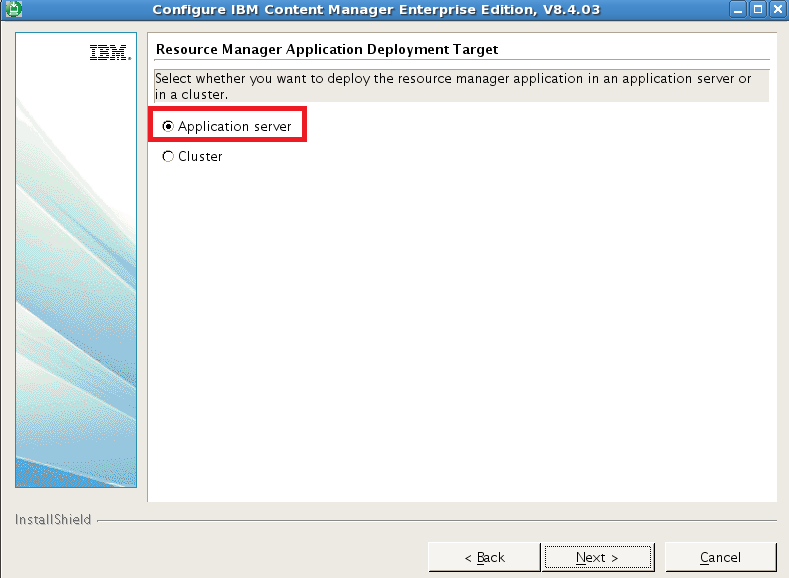 Configure IBM Content Manager Enterprise Edition, V8.4.03
IBM.
Resource Manager Application Deployment Target
Select whether you want to deploy the resource manager application in an application server or
in a cluster.
Application server
Cluster
InstallShield
< Back
Next >
Cancel